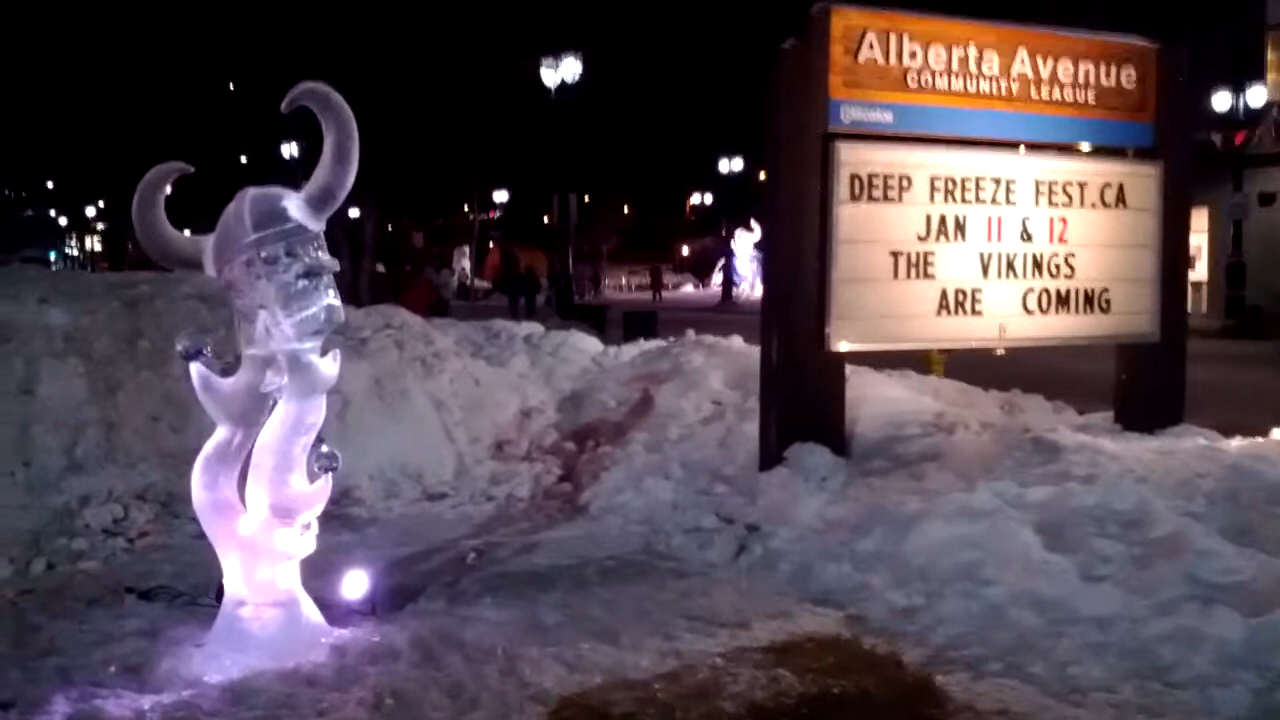 Alberta Avenue
COMMUNITY LEAGUE
DEEP FREEZE FEST.CA
JAN 11 & 12
THE VIKINGS
ARE COMING